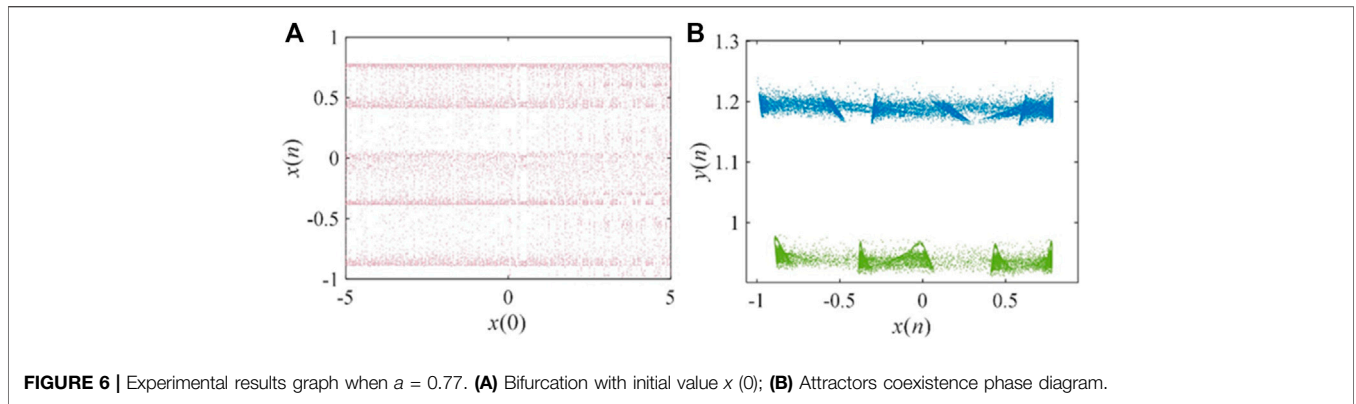 A
1
0.5
0
-0.5
-1
x(n)
-5
0
5
x(0)
B
1.3
1.2
1.1
1
y(n)
-1
-0.5
0
0.5
x(n)
FIGURE 6 | Experimental results graph when a = 0.77. (A) Bifurcation with initial value x (0); (B) Attractors coexistence phase diagram.